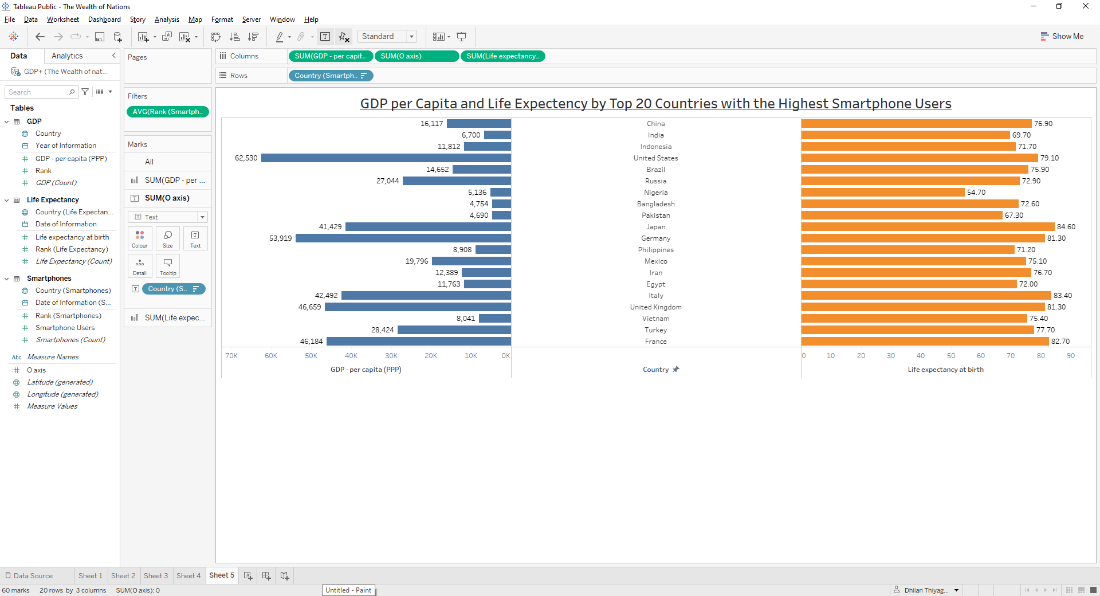 Tableau Public - The Wealth of Nations
File Data Worksheet Dashboard Story Analysis Map Format Server Window Help
Standard
Show Me
Data Analytics
GDP+ (The Wealth of nat...
Search
Tables
GDP
Country
Year of Information
GDP - per capita (PPP)
Rank
GDP (Count)
Life Expectancy
Country (Life Expectan...
Date of Information
Life expectancy at birth
Rank (Life Expectancy)
Life Expectancy (Count)
Smartphones
Country (Smartphones)
Date of Information (S...
Rank (Smartphones)
Smartphone Users
Smartphones (Count)
Abc Measure Names
O axis
Latitude (generated)
Longitude (generated)
Measure Values
Pages
Filters
AVG(Rank (Smartph..
Marks
All
SUM(GDP - per ...
SUM(O axis)
Text
Colour Size Text
Detail Tooltip
Country (S..
SUM(Life expec...
Columns SUM(GDP - per capit.. SUM(O axis) SUM(Life expectancy..
Rows Country (Smartph..
GDP per Capita and Life Expectency by Top 20 Countries with the Highest Smartphone Users
16,117 China 76.90
6,700 India 69.70
11,812 Indonesia 71.70
62,530 United States 79.10
14,652 Brazil 75.90
27,044 Russia 72.90
5,136 Nigeria 54.70
4,754 Bangladesh 72.60
4,690 Pakistan 67.30
41,429 Japan 84.60
53,919 Germany 81.30
8,908 Philippines 71.20
19,796 Mexico 75.10
12,389 Iran 76.70
11,763 Egypt 72.00
42,492 Italy 83.40
46,659 United Kingdom 81.30
8,041 Vietnam 75.40
28,424 Turkey 77.70
46,184 France 82.70
70K 60K 50K 40K 30K 20K 10K 0K 0 10 20 30 40 50 60 70 80 90
GDP - per capita (PPP) Country Life expectancy at birth
Data Source Sheet 1 Sheet 2 Sheet 3 Sheet 4 Sheet 5
60 marks 20 rows by 3 columns SUM(O axis): 0 Untitled - Paint Dhilan Thiyag...